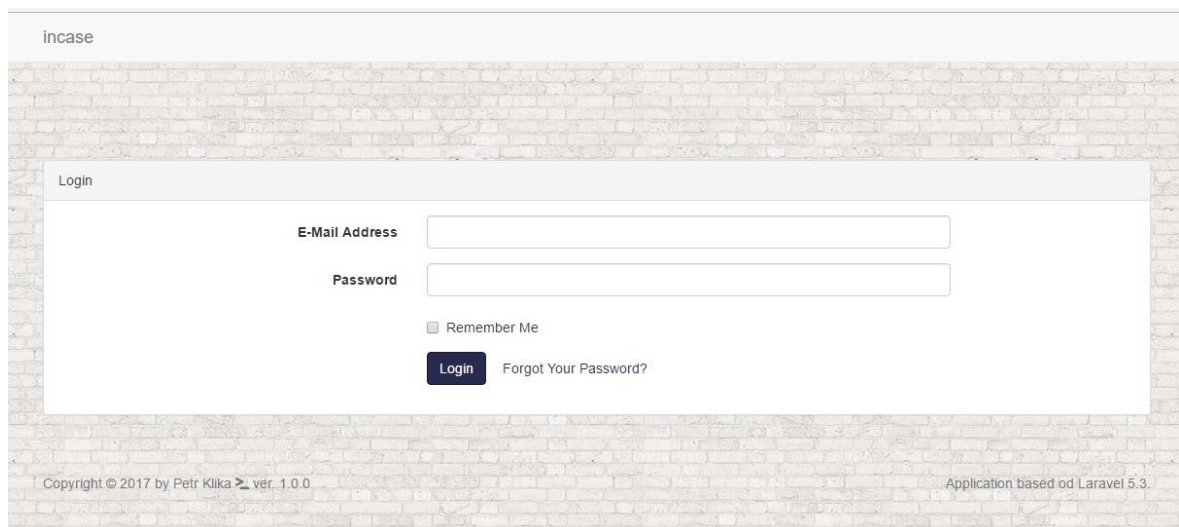 incase
Login
E-Mail Address
Password
Remember Me
Login Forgot Your Password?
Copyright © 2017 by Petr Klika >_ ver. 1.0.0 Application based od Laravel 5.3.